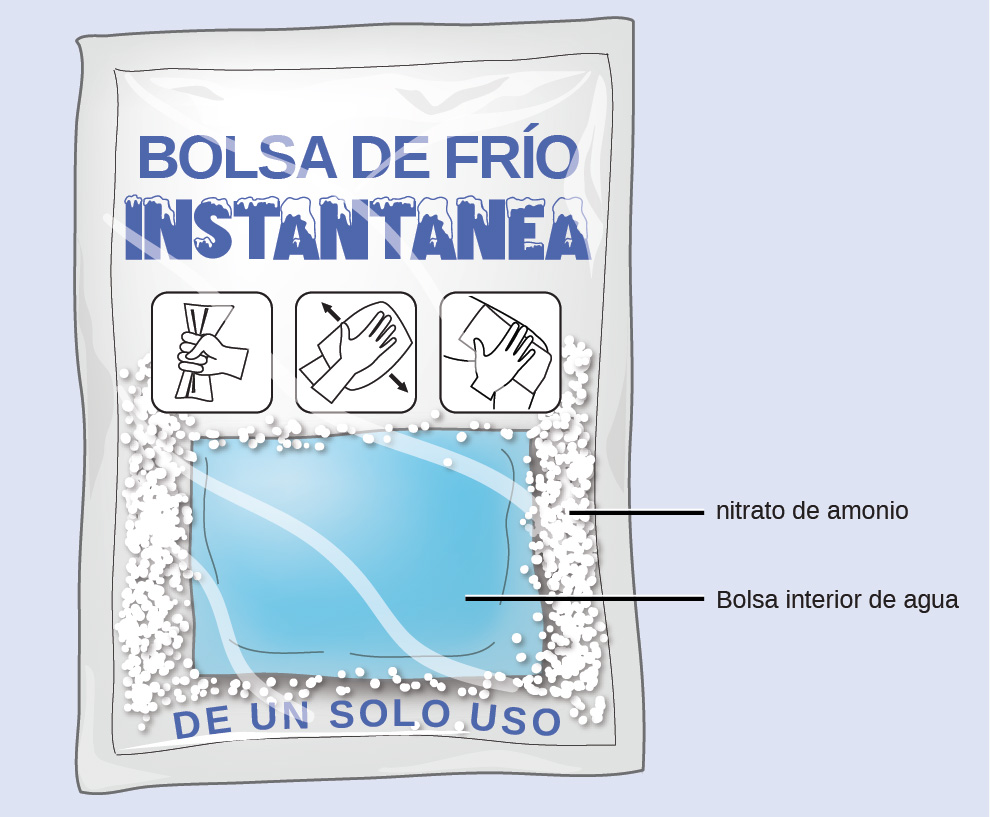 BOLSA DE FRÍO
INSTANTANEA
nitrato de amonio
Bolsa interior de agua
DE UN SOLO USO